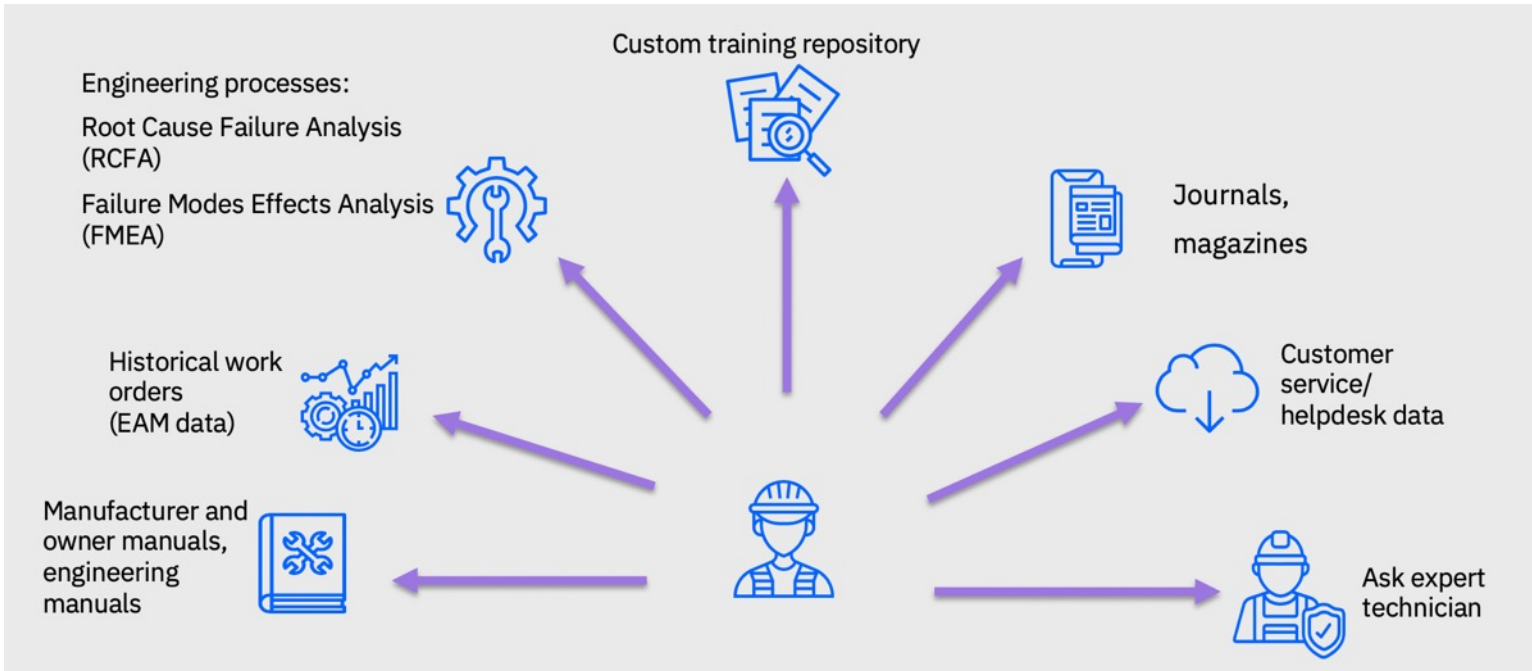 Custom training repository
Engineering processes:
Root Cause Failure Analysis
(RCFA)
Failure Modes Effects Analysis
(FMEA)
Journals,
magazines
Historical work
orders
(EAM data)
Customer
service/
helpdesk data
Manufacturer and
owner manuals,
engineering
manuals
Ask expert
technician